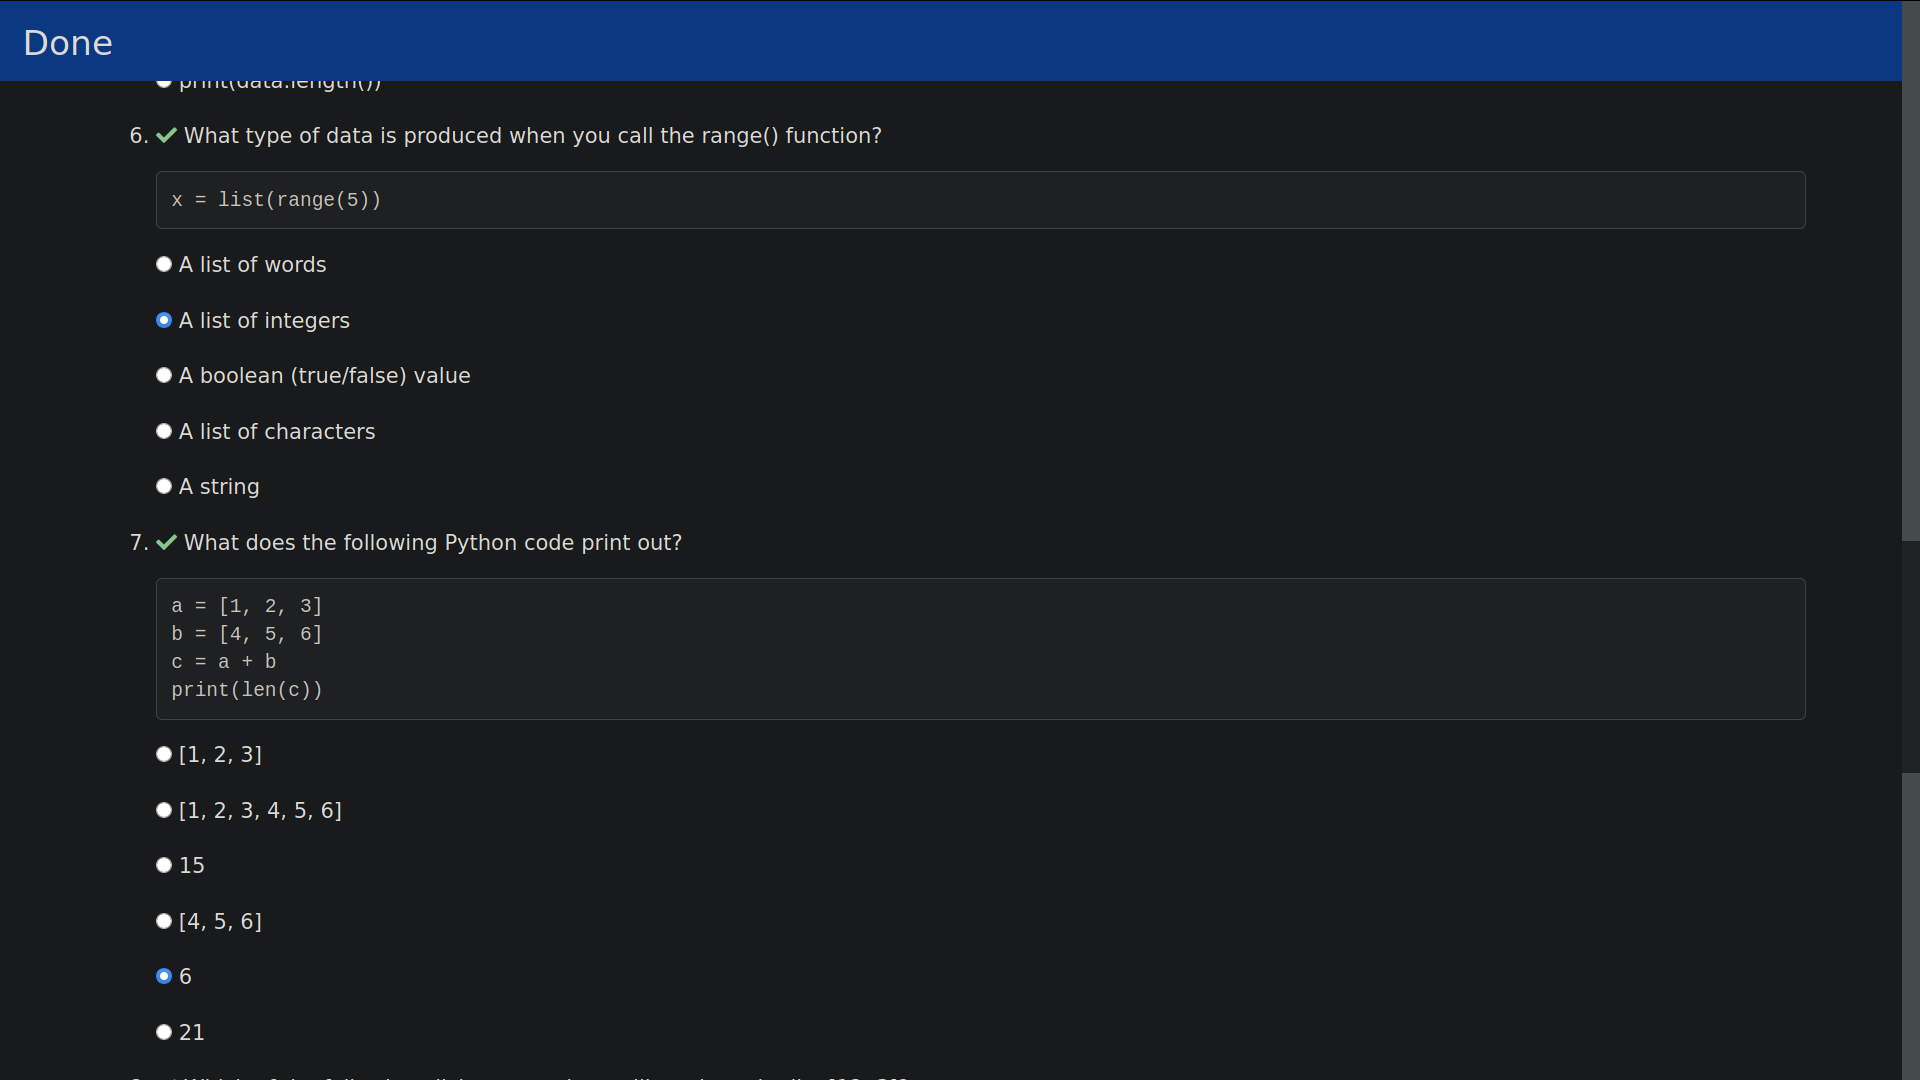 Done
print(data.length())
6. What type of data is produced when you call the range() function?
x = list(range(5))
A list of words
A list of integers
A boolean (true/false) value
A list of characters
A string
7. What does the following Python code print out?
a = [1, 2, 3]
b = [4, 5, 6]
c = a + b
print(len(c))
[1, 2, 3]
[1, 2, 3, 4, 5, 6]
15
[4, 5, 6]
6
21